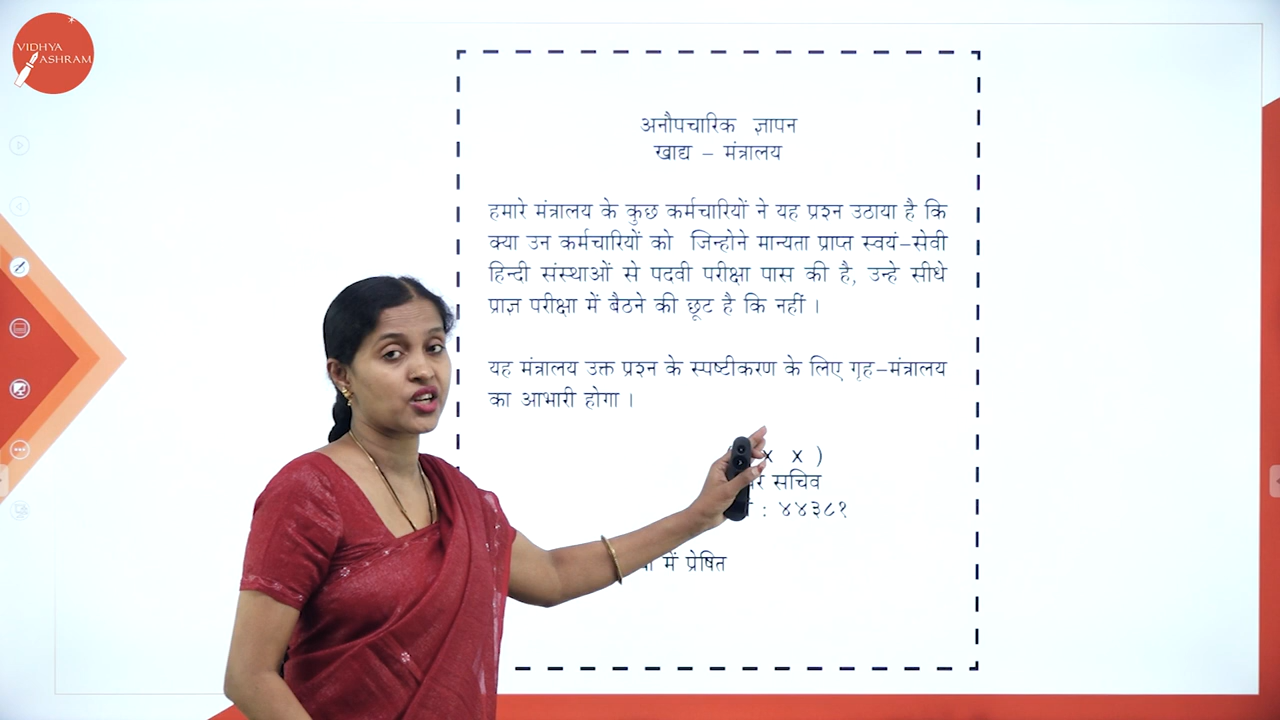 VIDHYA
ASHRAM
अनौपचारिक ज्ञापन
खाद्य – मंत्रालय
हमारे मंत्रालय के कुछ कर्मचारियों ने यह प्रश्न उठाया है कि
क्या उन कर्मचारियों को जिन्होने मान्यता प्राप्त स्वयं–सेवी
हिन्दी संस्थाओं से पदवी परीक्षा पास की है, उन्हे सीधे
प्राज्ञ परीक्षा में बैठने की छूट है कि नहीं ।
यह मंत्रालय उक्त प्रश्न के स्पष्टीकरण के लिए गृह–मंत्रालय
का आभारी होगा ।
x x )
सचिव
: ४४३८१
में प्रेषित